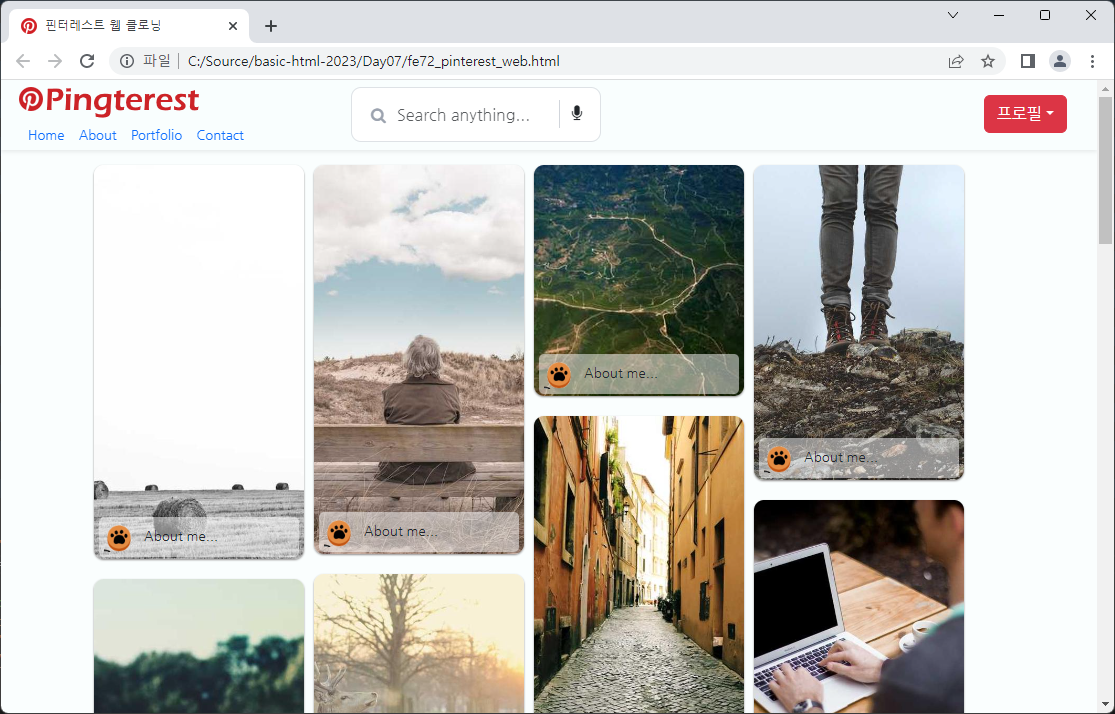 핀터레스트 웹 클로닝
파일
C:/Source/basic-html-2023/Day07/fe72_pinterest_web.html
Pingterest
Search anything...
프로필
Home About Portfolio Contact
About me...
About me...
About me...
About me...